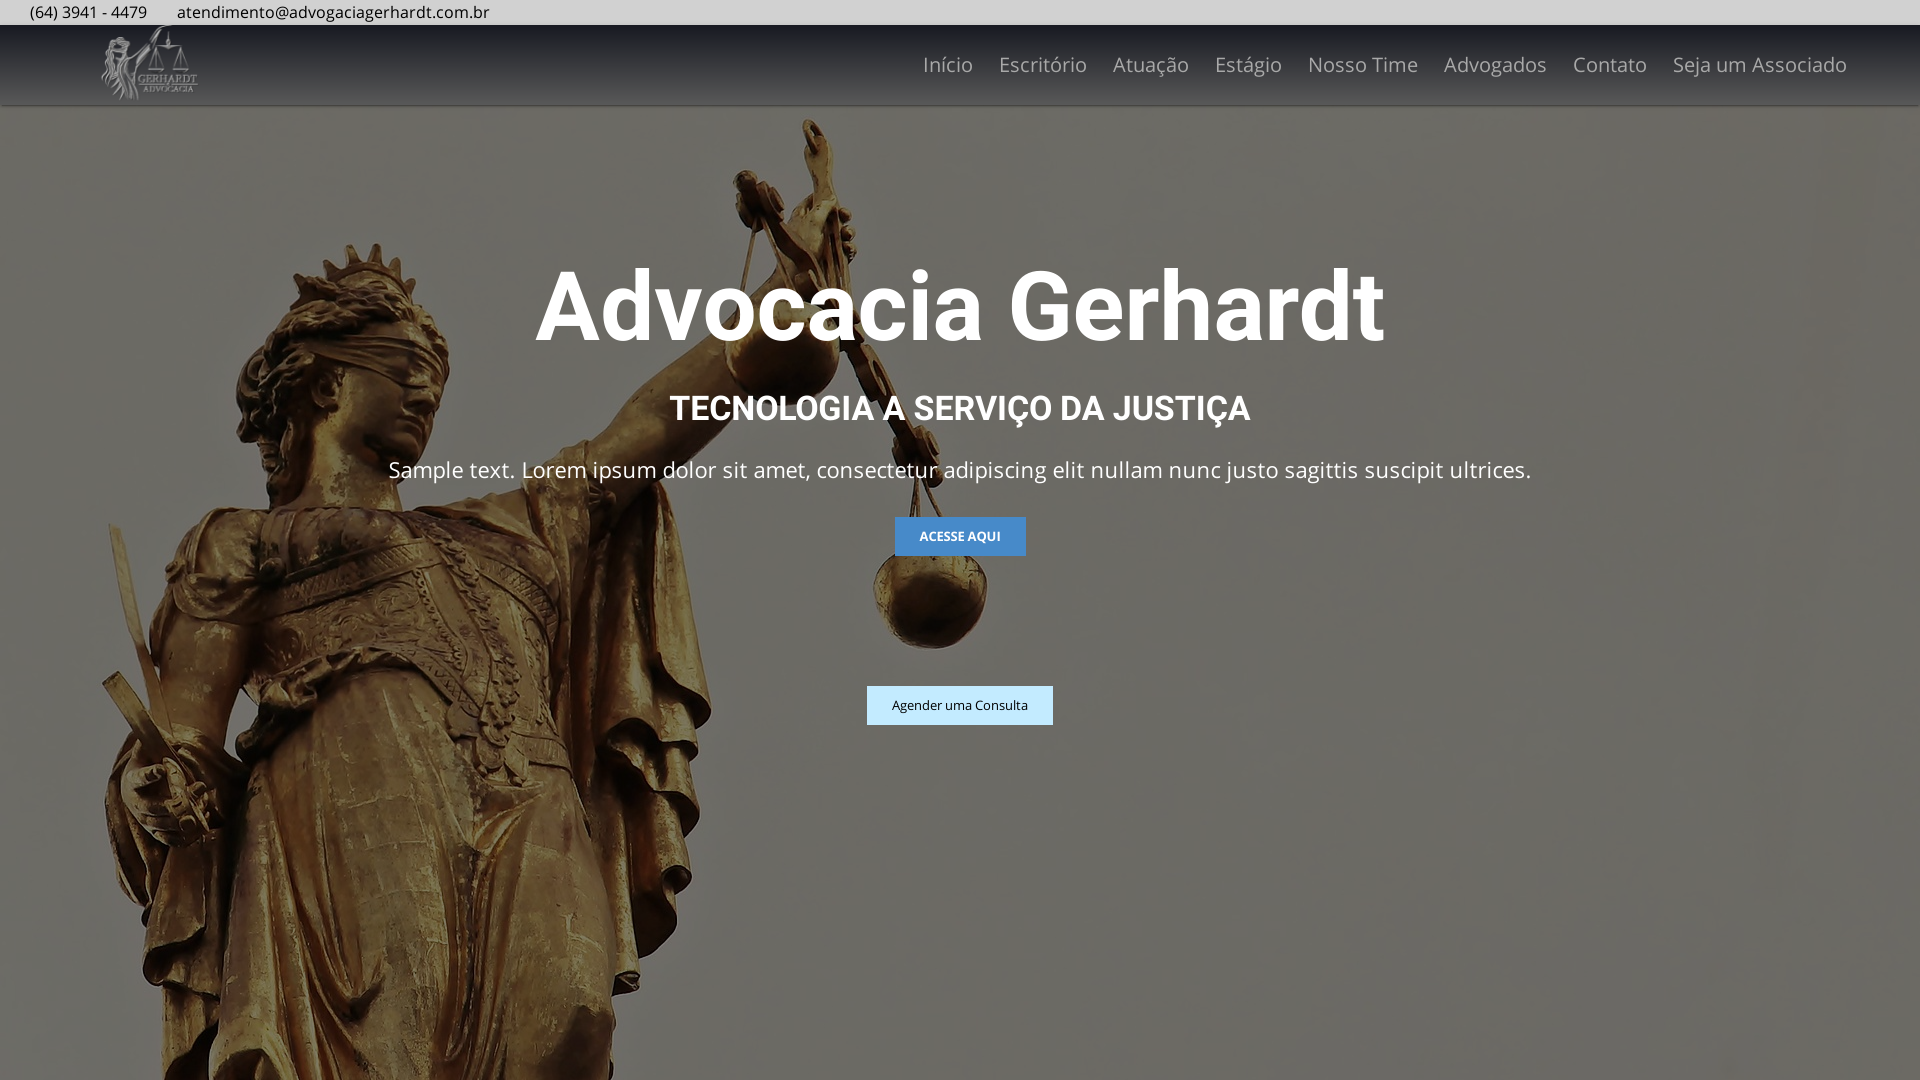 (64) 3941 - 4479 atendimento@advogaciagerhardt.com.br
GERHARDT
ADVOCACIA
Início Escritório Atuação Estágio Nosso Time Advogados Contato Seja um Associado
Advocacia Gerhardt
TECNOLOGIA A SERVIÇO DA JUSTIÇA
Sample text. Lorem ipsum dolor sit amet, consectetur adipiscing elit nullam nunc justo sagittis suscipit ultrices.
ACESSE AQUI
Agender uma Consulta